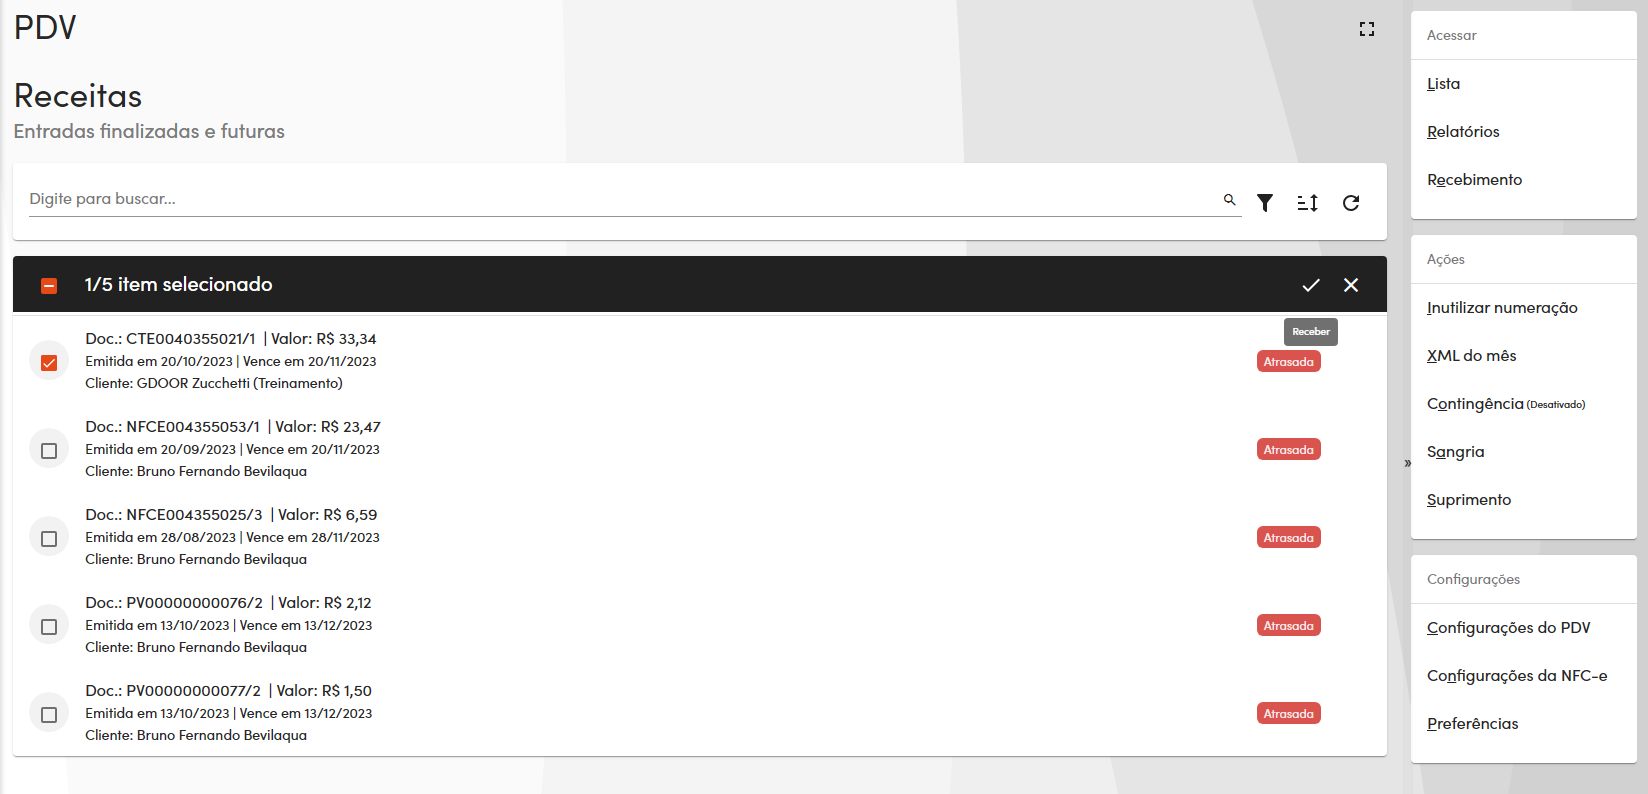 PDV
Receitas
Entradas finalizadas e futuras
Digite para buscar...
1/5 item selecionado
Receber
Doc.: CTE0040355021/1 | Valor: R$ 33,34
Emitida em 20/10/2023 | Vence em 20/11/2023
Cliente: GDOOR Zucchetti (Treinamento)
Atrasada
Doc.: NFCE004355053/1 | Valor: R$ 23,47
Emitida em 20/09/2023 | Vence em 20/11/2023
Cliente: Bruno Fernando Bevilaqua
Atrasada
Doc.: NFCE004355025/3 | Valor: R$ 6,59
Emitida em 28/08/2023 | Vence em 28/11/2023
Cliente: Bruno Fernando Bevilaqua
Atrasada
Doc.: PV00000000076/2 | Valor: R$ 2,12
Emitida em 13/10/2023 | Vence em 13/12/2023
Cliente: Bruno Fernando Bevilaqua
Atrasada
Doc.: PV00000000077/2 | Valor: R$ 1,50
Emitida em 13/10/2023 | Vence em 13/12/2023
Cliente: Bruno Fernando Bevilaqua
Atrasada
»
Acessar
Lista
Relatórios
Recebimento
Ações
Inutilizar numeração
XML do mês
Contingência (Desativado)
Sangria
Suprimento
Configurações
Configurações do PDV
Configurações da NFC-e
Preferências